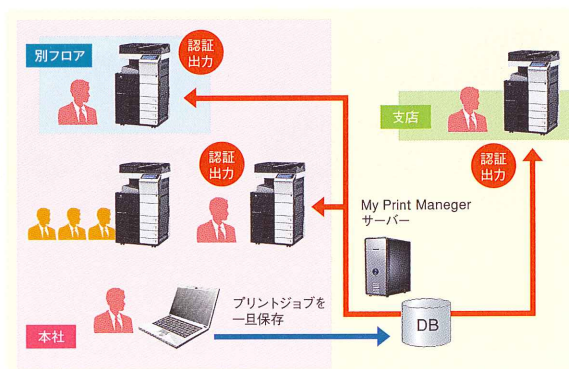 別フロア
認証
出力
支店
認証
出力
認証
出力
My Print Maneger
サーバー
プリントジョブを
一旦保存
DB
本社